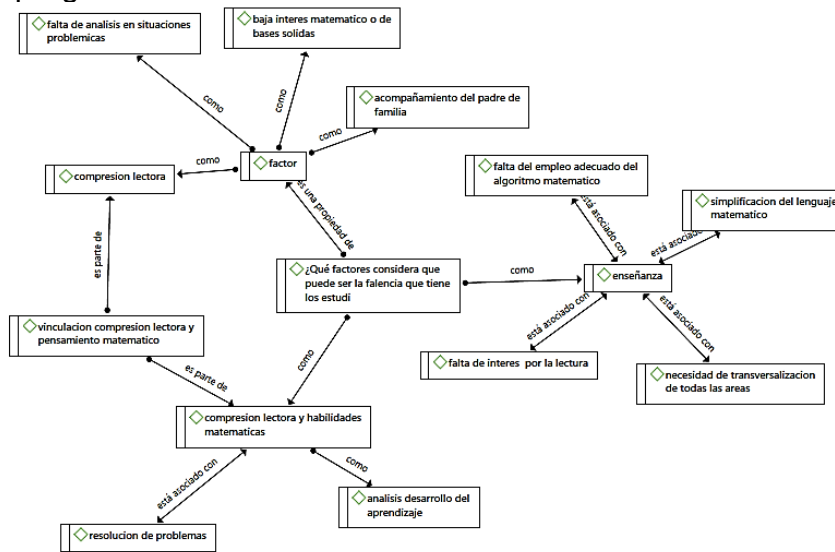 falta de analisis en situaciones
problemicas
baja interes matematico o de
bases solidas
acompañamiento del padre de
familia
como
como
como
como
factor
compresion lectora
falta del empleo adecuado del
algoritmo matematico
simplificacion del lenguaje
matematico
es una propiedad de
está asociado con
está asociado
es parte de
¿Qué factores considera que
puede ser la falencia que tiene
los estudi
como
enseñanza
vinculacion compresion lectora y
pensamiento matematico
como
está asociado con
está asociado con
es parte de
falta de interes por la lectura
necesidad de transversalizacion
de todas las areas
compresion lectora y habilidades
matematicas
está asociado con
como
analisis desarrollo del
aprendizaje
resolucion de problemas